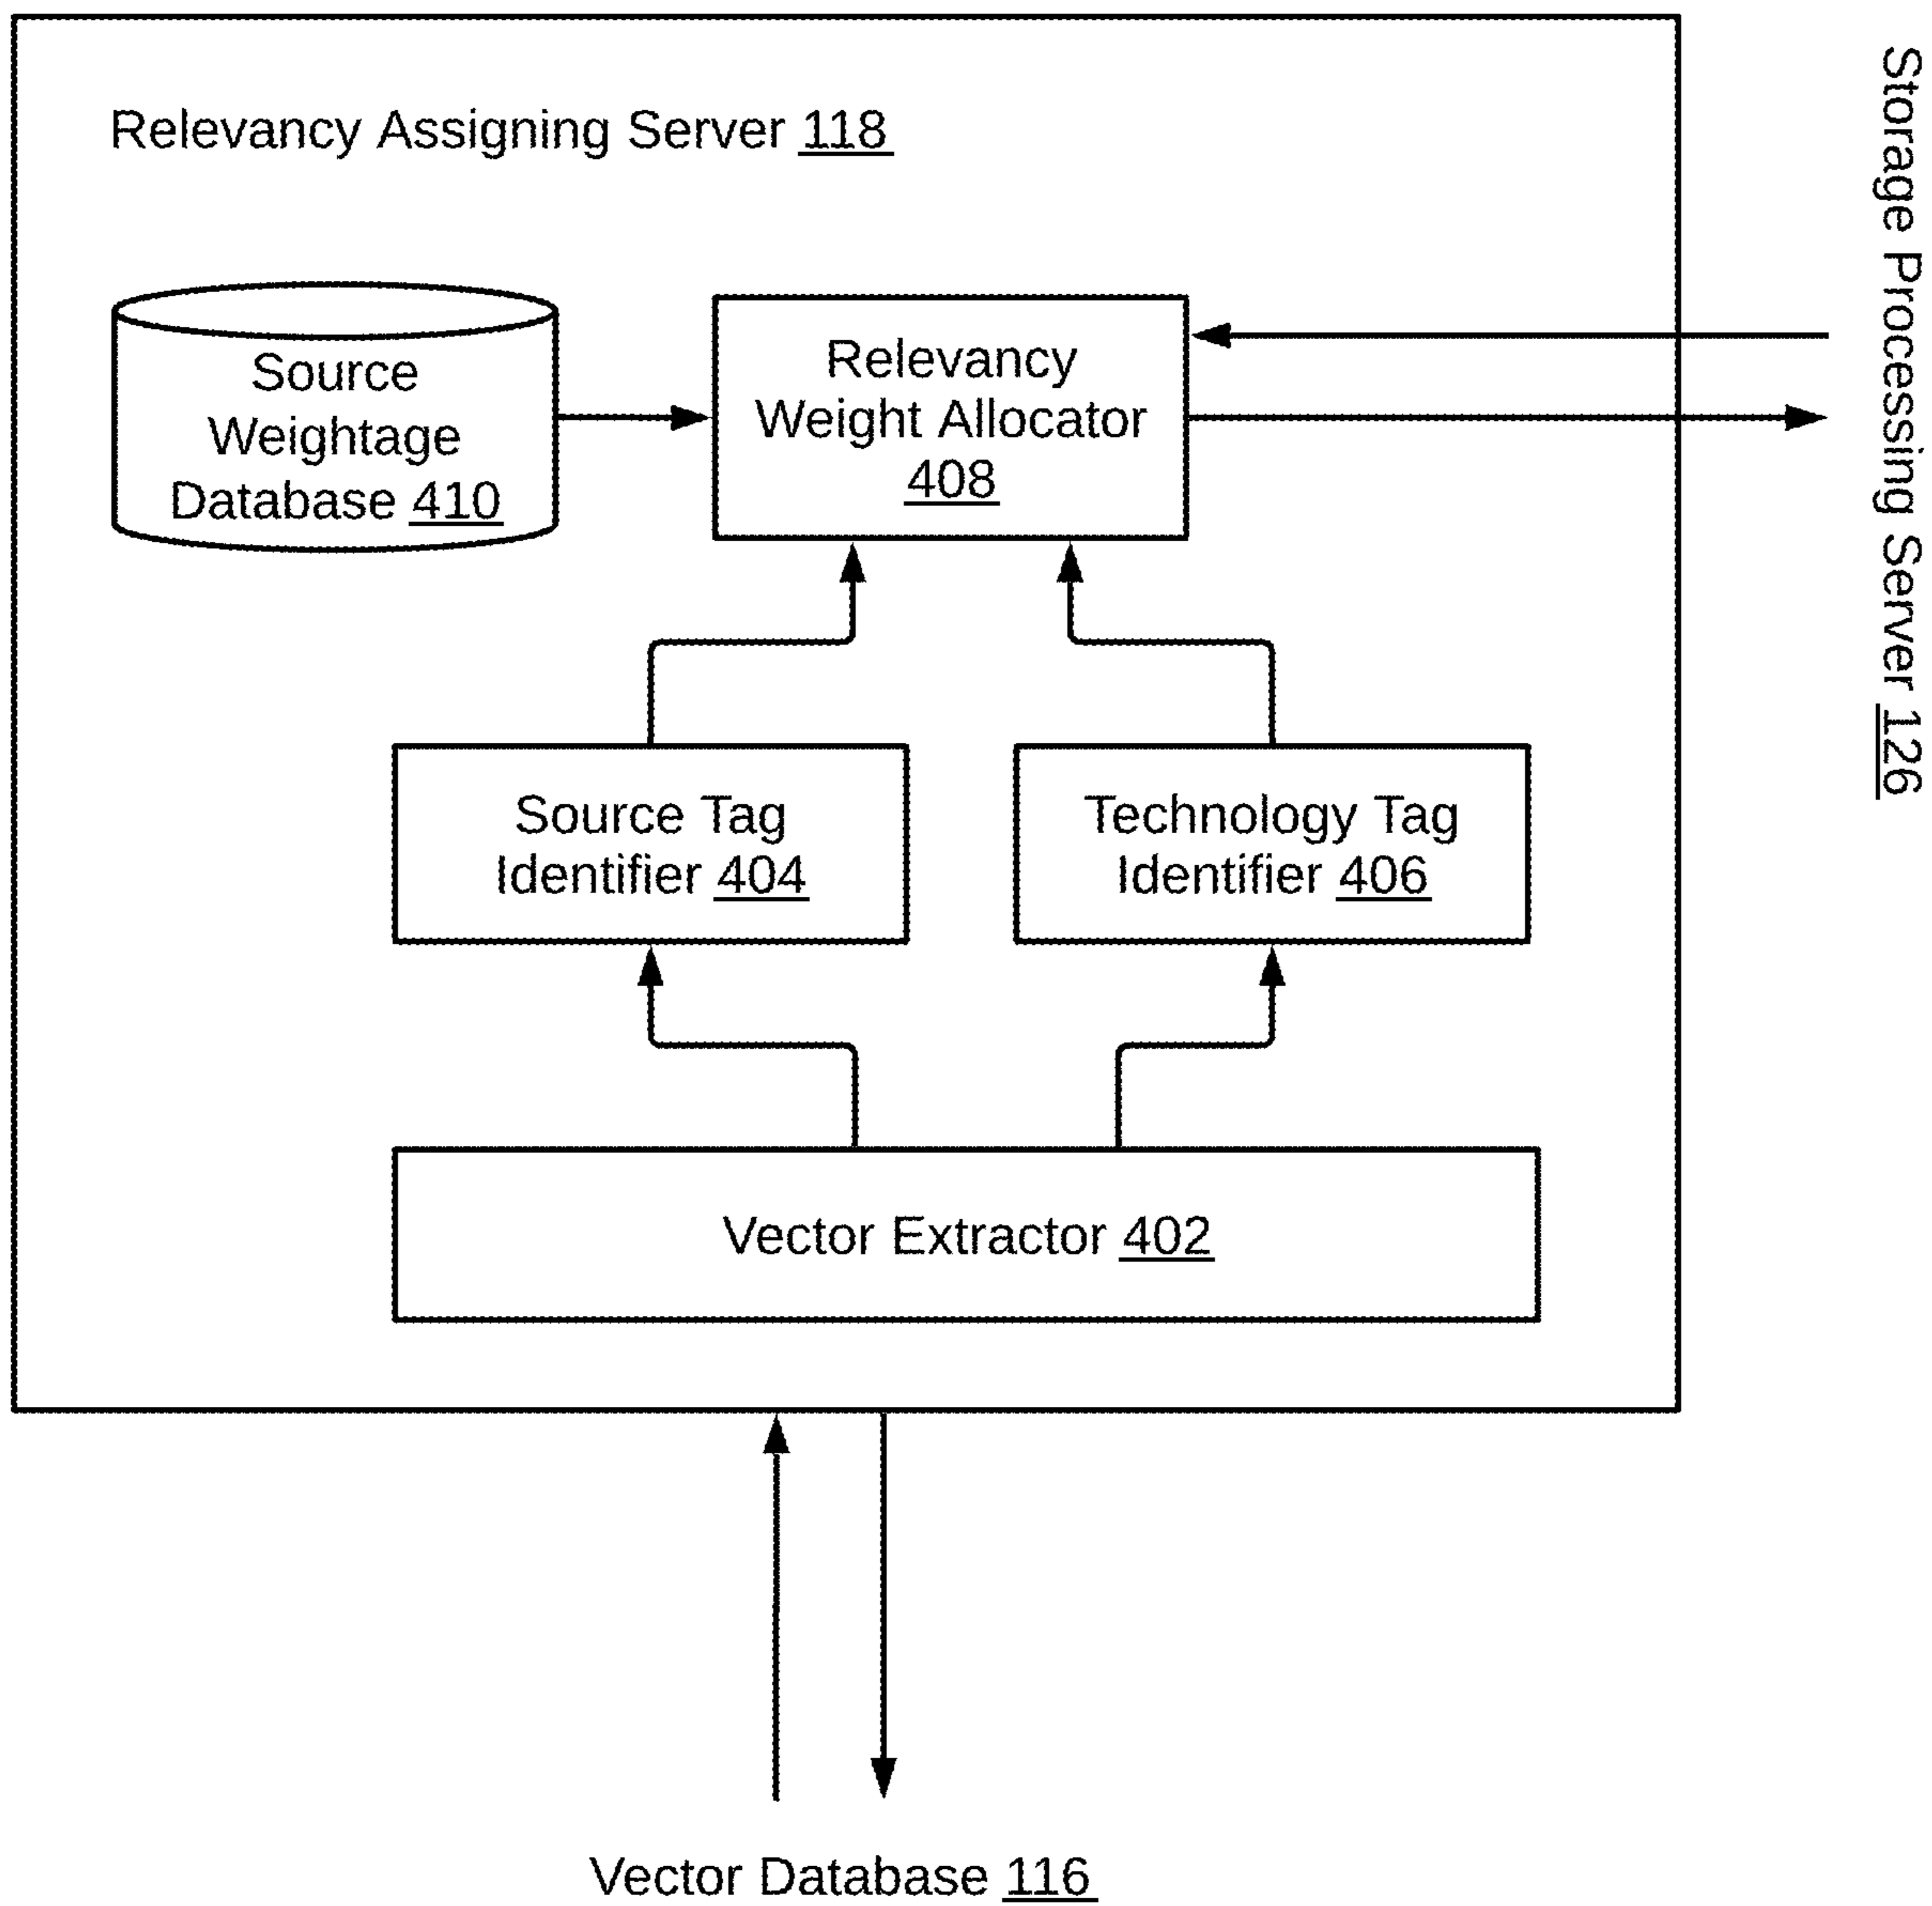 Relevancy Assigning Server 118
Source
Weightage
Database 410
Relevancy
Weight Allocator
408
Storage Processing Server 126
Source Tag
Identifier 404
Technology Tag
Identifier 406
Vector Extractor 402
Vector Database 116